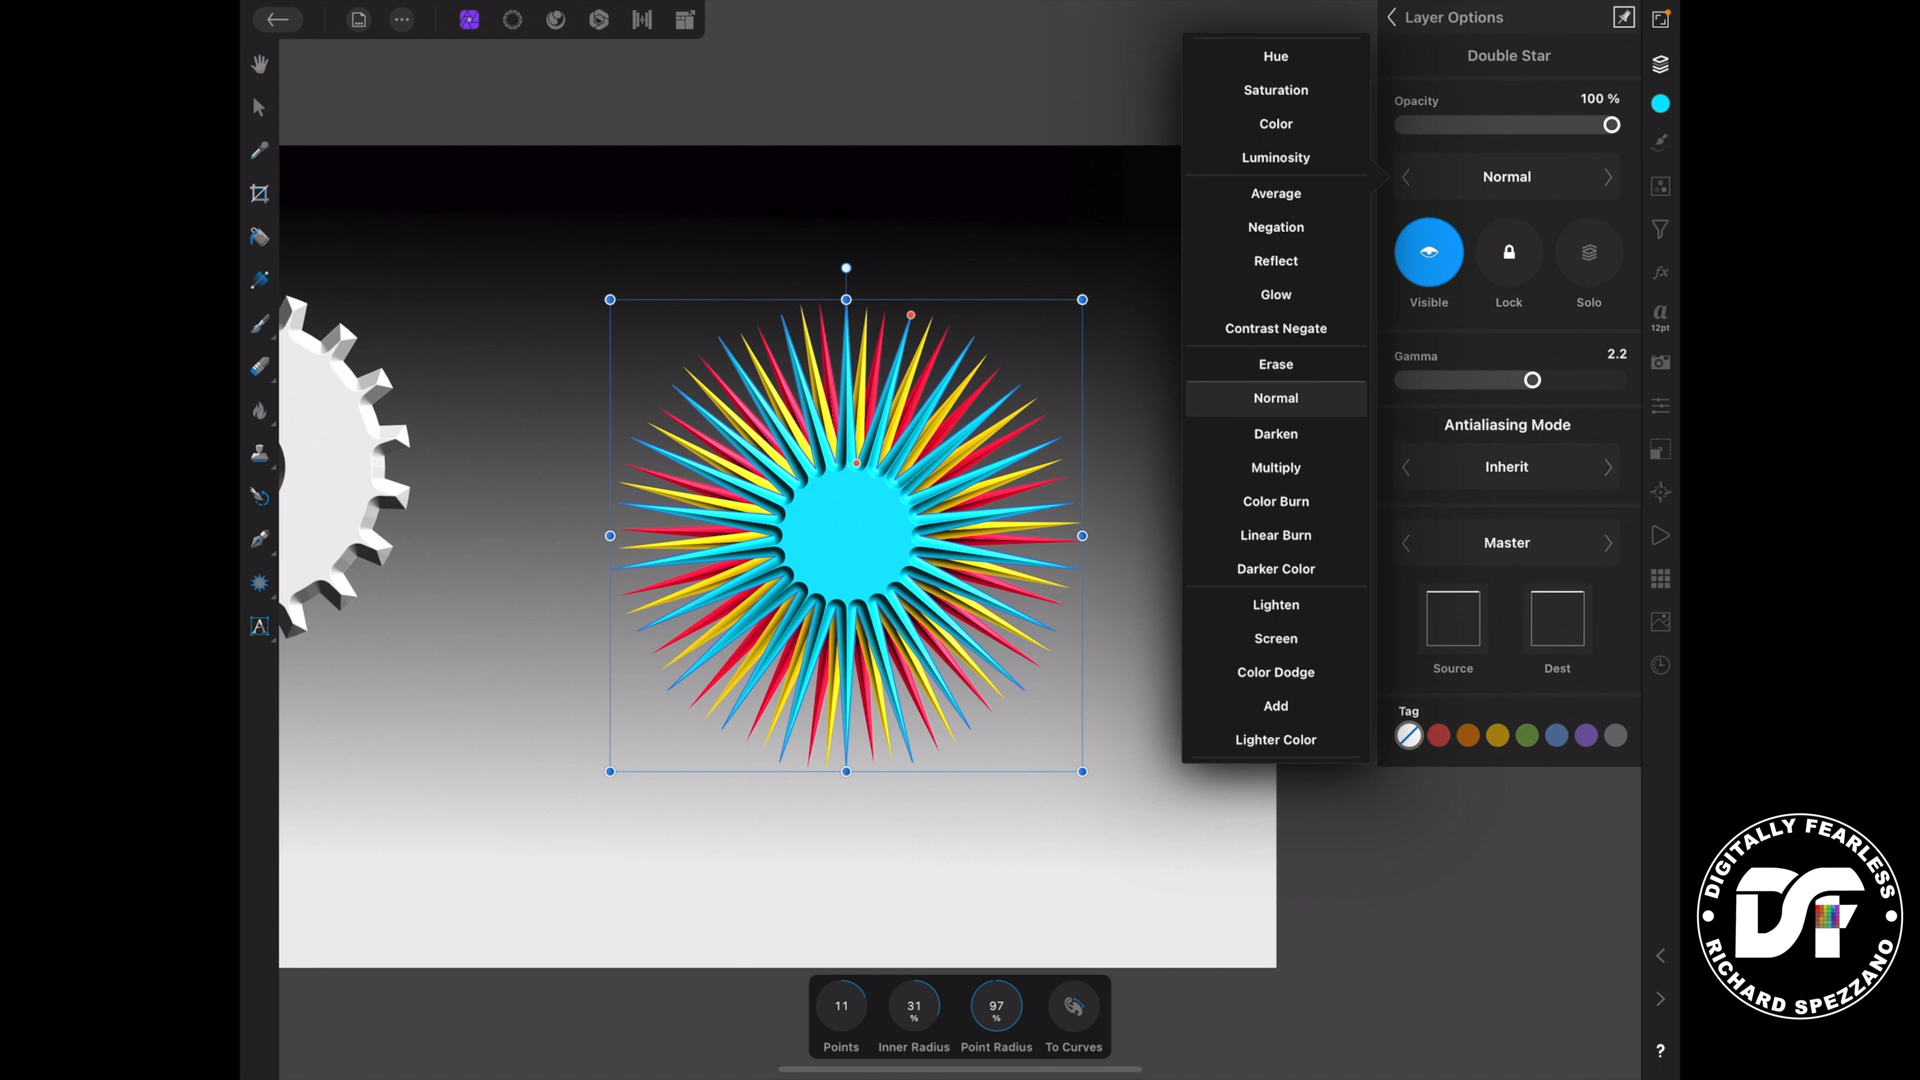 Layer Options
Double Star
Opacity
100 %
Normal
Visible
Lock
Solo
Gamma
2.2
Antialiasing Mode
Inherit
Master
Source
Dest
Tag
Hue
Saturation
Color
Luminosity
Average
Negation
Reflect
Glow
Contrast Negate
Erase
Normal
Darken
Multiply
Color Burn
Linear Burn
Darker Color
Lighten
Screen
Color Dodge
Add
Lighter Color
a
12pt
fx
A
11
Points
31
%
Inner Radius
97
%
Point Radius
To Curves
?
DIGITALLY FEARLESS
DF
RICHARD SPEZZANO